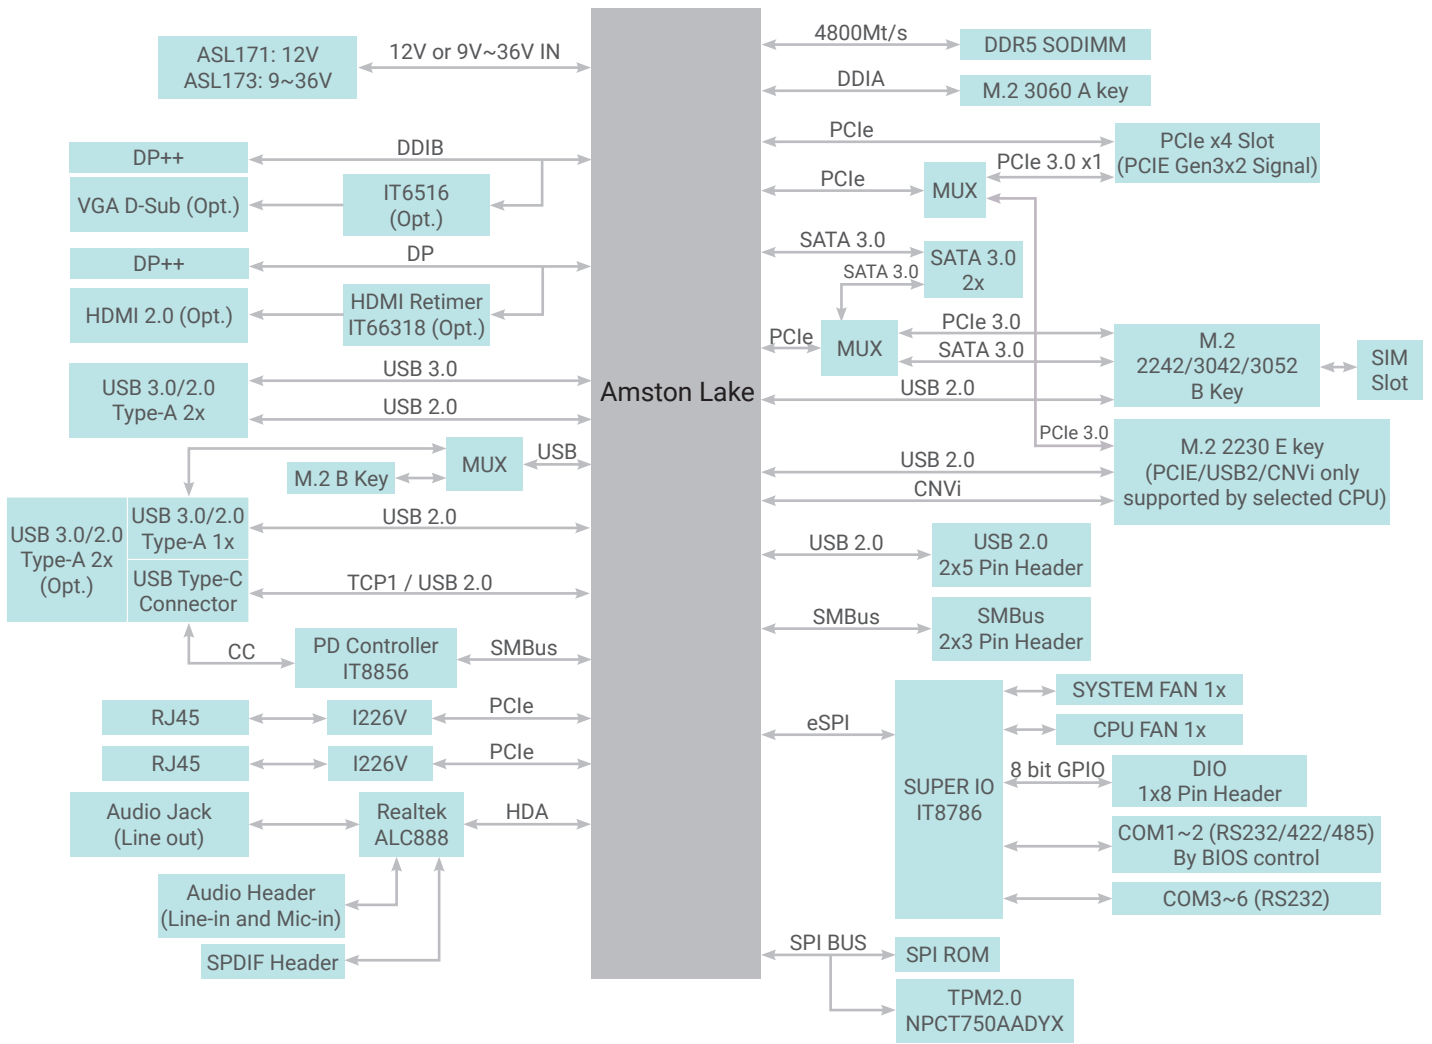 ASL171: 12V
ASL173: 9~36V
12V or 9V~36V IN
DP++
DDIB
VGA D-Sub (Opt.)
IT6516
(Opt.)
DP++
DP
HDMI 2.0 (Opt.)
HDMI Retimer
IT66318 (Opt.)
USB 3.0/2.0
Type-A 2x
USB 3.0
USB 2.0
MUX
USB
M.2 B Key
USB 3.0/2.0
Type-A 2x
(Opt.)
USB 3.0/2.0
Type-A 1x
USB 2.0
USB Type-C
Connector
TCP1 / USB 2.0
CC
PD Controller
IT8856
SMBus
RJ45
I226V
PCIe
RJ45
I226V
PCIe
Audio Jack
(Line out)
Realtek
ALC888
HDA
Audio Header
(Line-in and Mic-in)
SPDIF Header
Amston Lake
4800Mt/s
DDR5 SODIMM
DDIA
M.2 3060 A key
PCIe
PCIe x4 Slot
(PCIE Gen3x2 Signal)
PCIe 3.0 x1
PCIe
MUX
SATA 3.0
SATA 3.0
2x
SATA 3.0
PCIe
MUX
PCIe 3.0
SATA 3.0
USB 2.0
M.2
2242/3042/3052
B Key
SIM
Slot
PCIe 3.0
USB 2.0
CNVi
M.2 2230 E key
(PCIE/USB2/CNVi only
supported by selected CPU)
USB 2.0
USB 2.0
2x5 Pin Header
SMBus
SMBus
2x3 Pin Header
eSPI
SUPER IO
IT8786
SYSTEM FAN 1x
CPU FAN 1x
8 bit GPIO
DIO
1x8 Pin Header
COM1~2 (RS232/422/485)
By BIOS control
COM3~6 (RS232)
SPI BUS
SPI ROM
TPM2.0
NPCT750AADYX